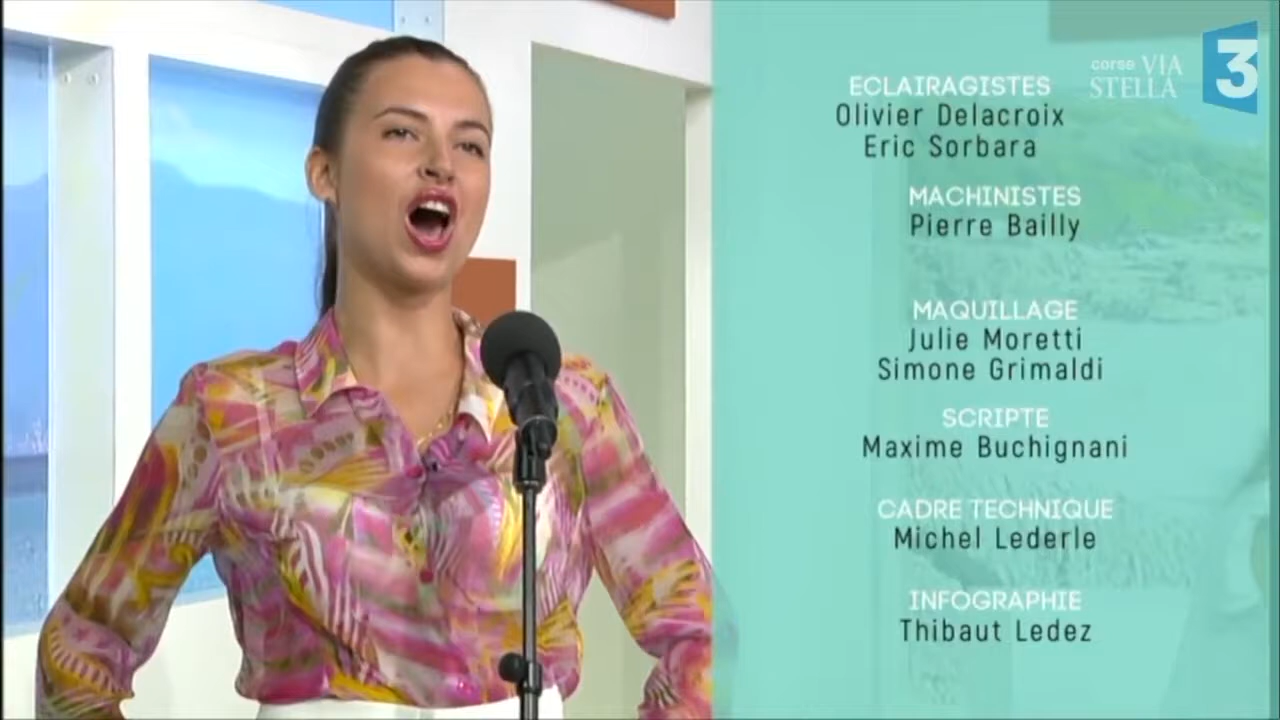 corse VIA
STELLA
3
ECLAIRAGISTES
Olivier Delacroix
Eric Sorbara
MACHINISTES
Pierre Bailly
MAQUILLAGE
Julie Moretti
Simone Grimaldi
SCRIPTE
Maxime Buchignani
CADRE TECHNIQUE
Michel Lederle
INFOGRAPHIE
Thibaut Ledez